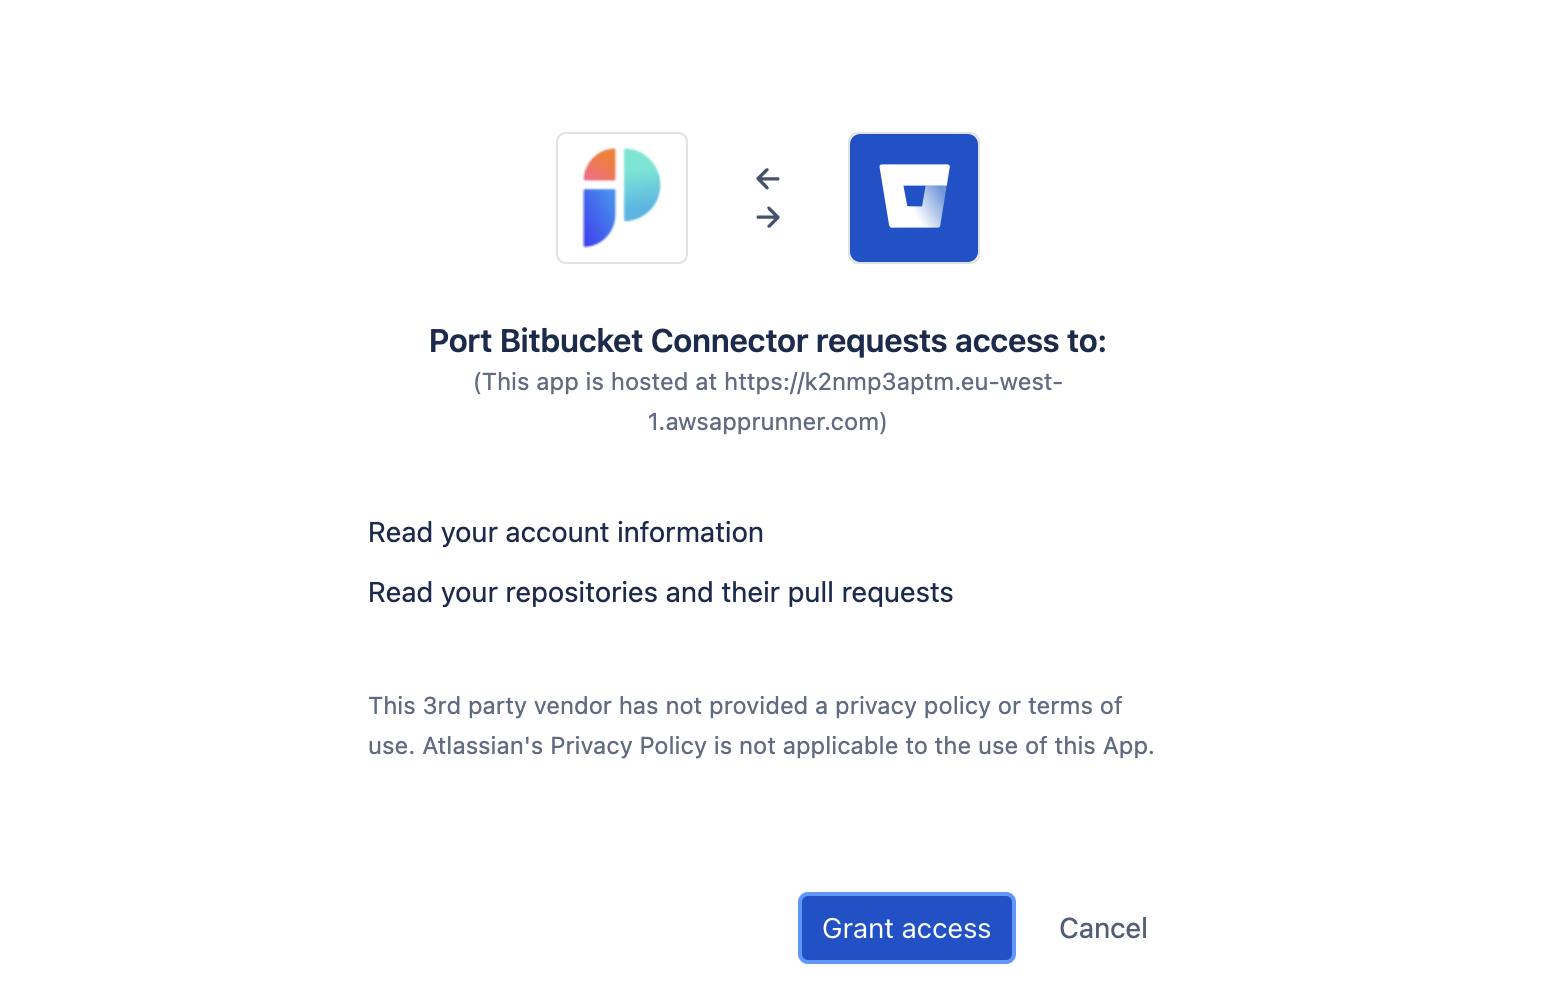 Port Bitbucket Connector requests access to:
(This app is hosted at https://k2nmp3aptm.eu-west-
1.awsapprunner.com)
Read your account information
Read your repositories and their pull requests
This 3rd party vendor has not provided a privacy policy or terms of
use. Atlassian's Privacy Policy is not applicable to the use of this App.
Grant access
Cancel